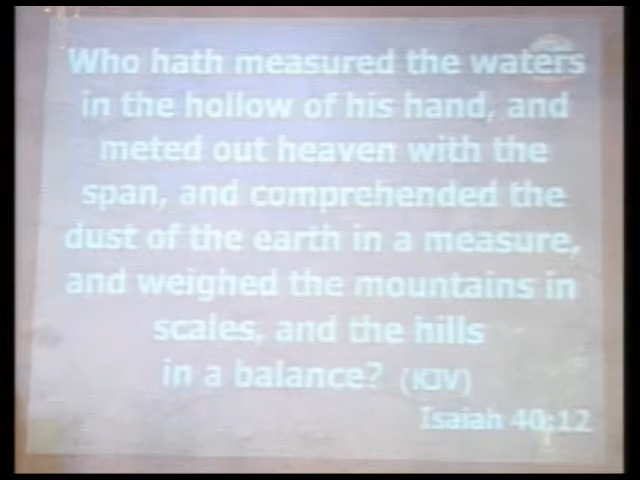 Who hath measured the waters
in the hollow of his hand, and
meted out heaven with the
span, and comprehended the
dust of the earth in a measure,
and weighed the mountains in
scales, and the hills
in a balance? (KJV)
Isaiah 40:12